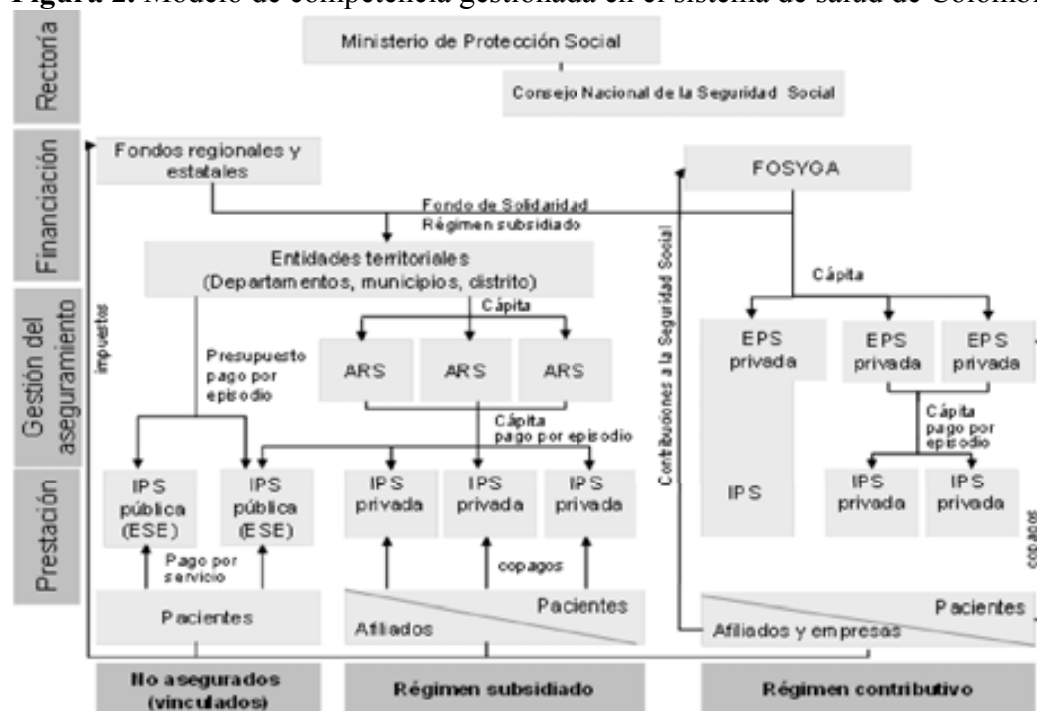 Figura 2. Modelo de competencia gestionada en el sistema de salud de Colom
Rectoría
Ministerio de Protección Social
Consejo Nacional de la Seguridad Social
Financiación
Fondos regionales y
estatales
FOSYGA
Fondo de Solidaridad
Régimen subsidiado
Entidades territoriales
(Departamentos, municipios, distrito)
Cápita
Cápita
Gestión del
aseguramiento
impuestos
Presupuesto
pago por
episodio
ARS
ARS
ARS
Contribuciones a la Seguridad Social
EPS
privada
EPS
privada
EPS
privada
Cápita
pago por episodio
Cápita
pago por
episodio
Prestación
IPS
pública
(ESE)
IPS
pública
(ESE)
IPS
privada
IPS
privada
IPS
privada
IPS
IPS
privada
IPS
privada
Pago por
servicio
copagos
copagos
Pacientes
Afiliados
Pacientes
Afiliados y empresas
Pacientes
No asegurados
(vinculados)
Régimen subsidiado
Régimen contributivo